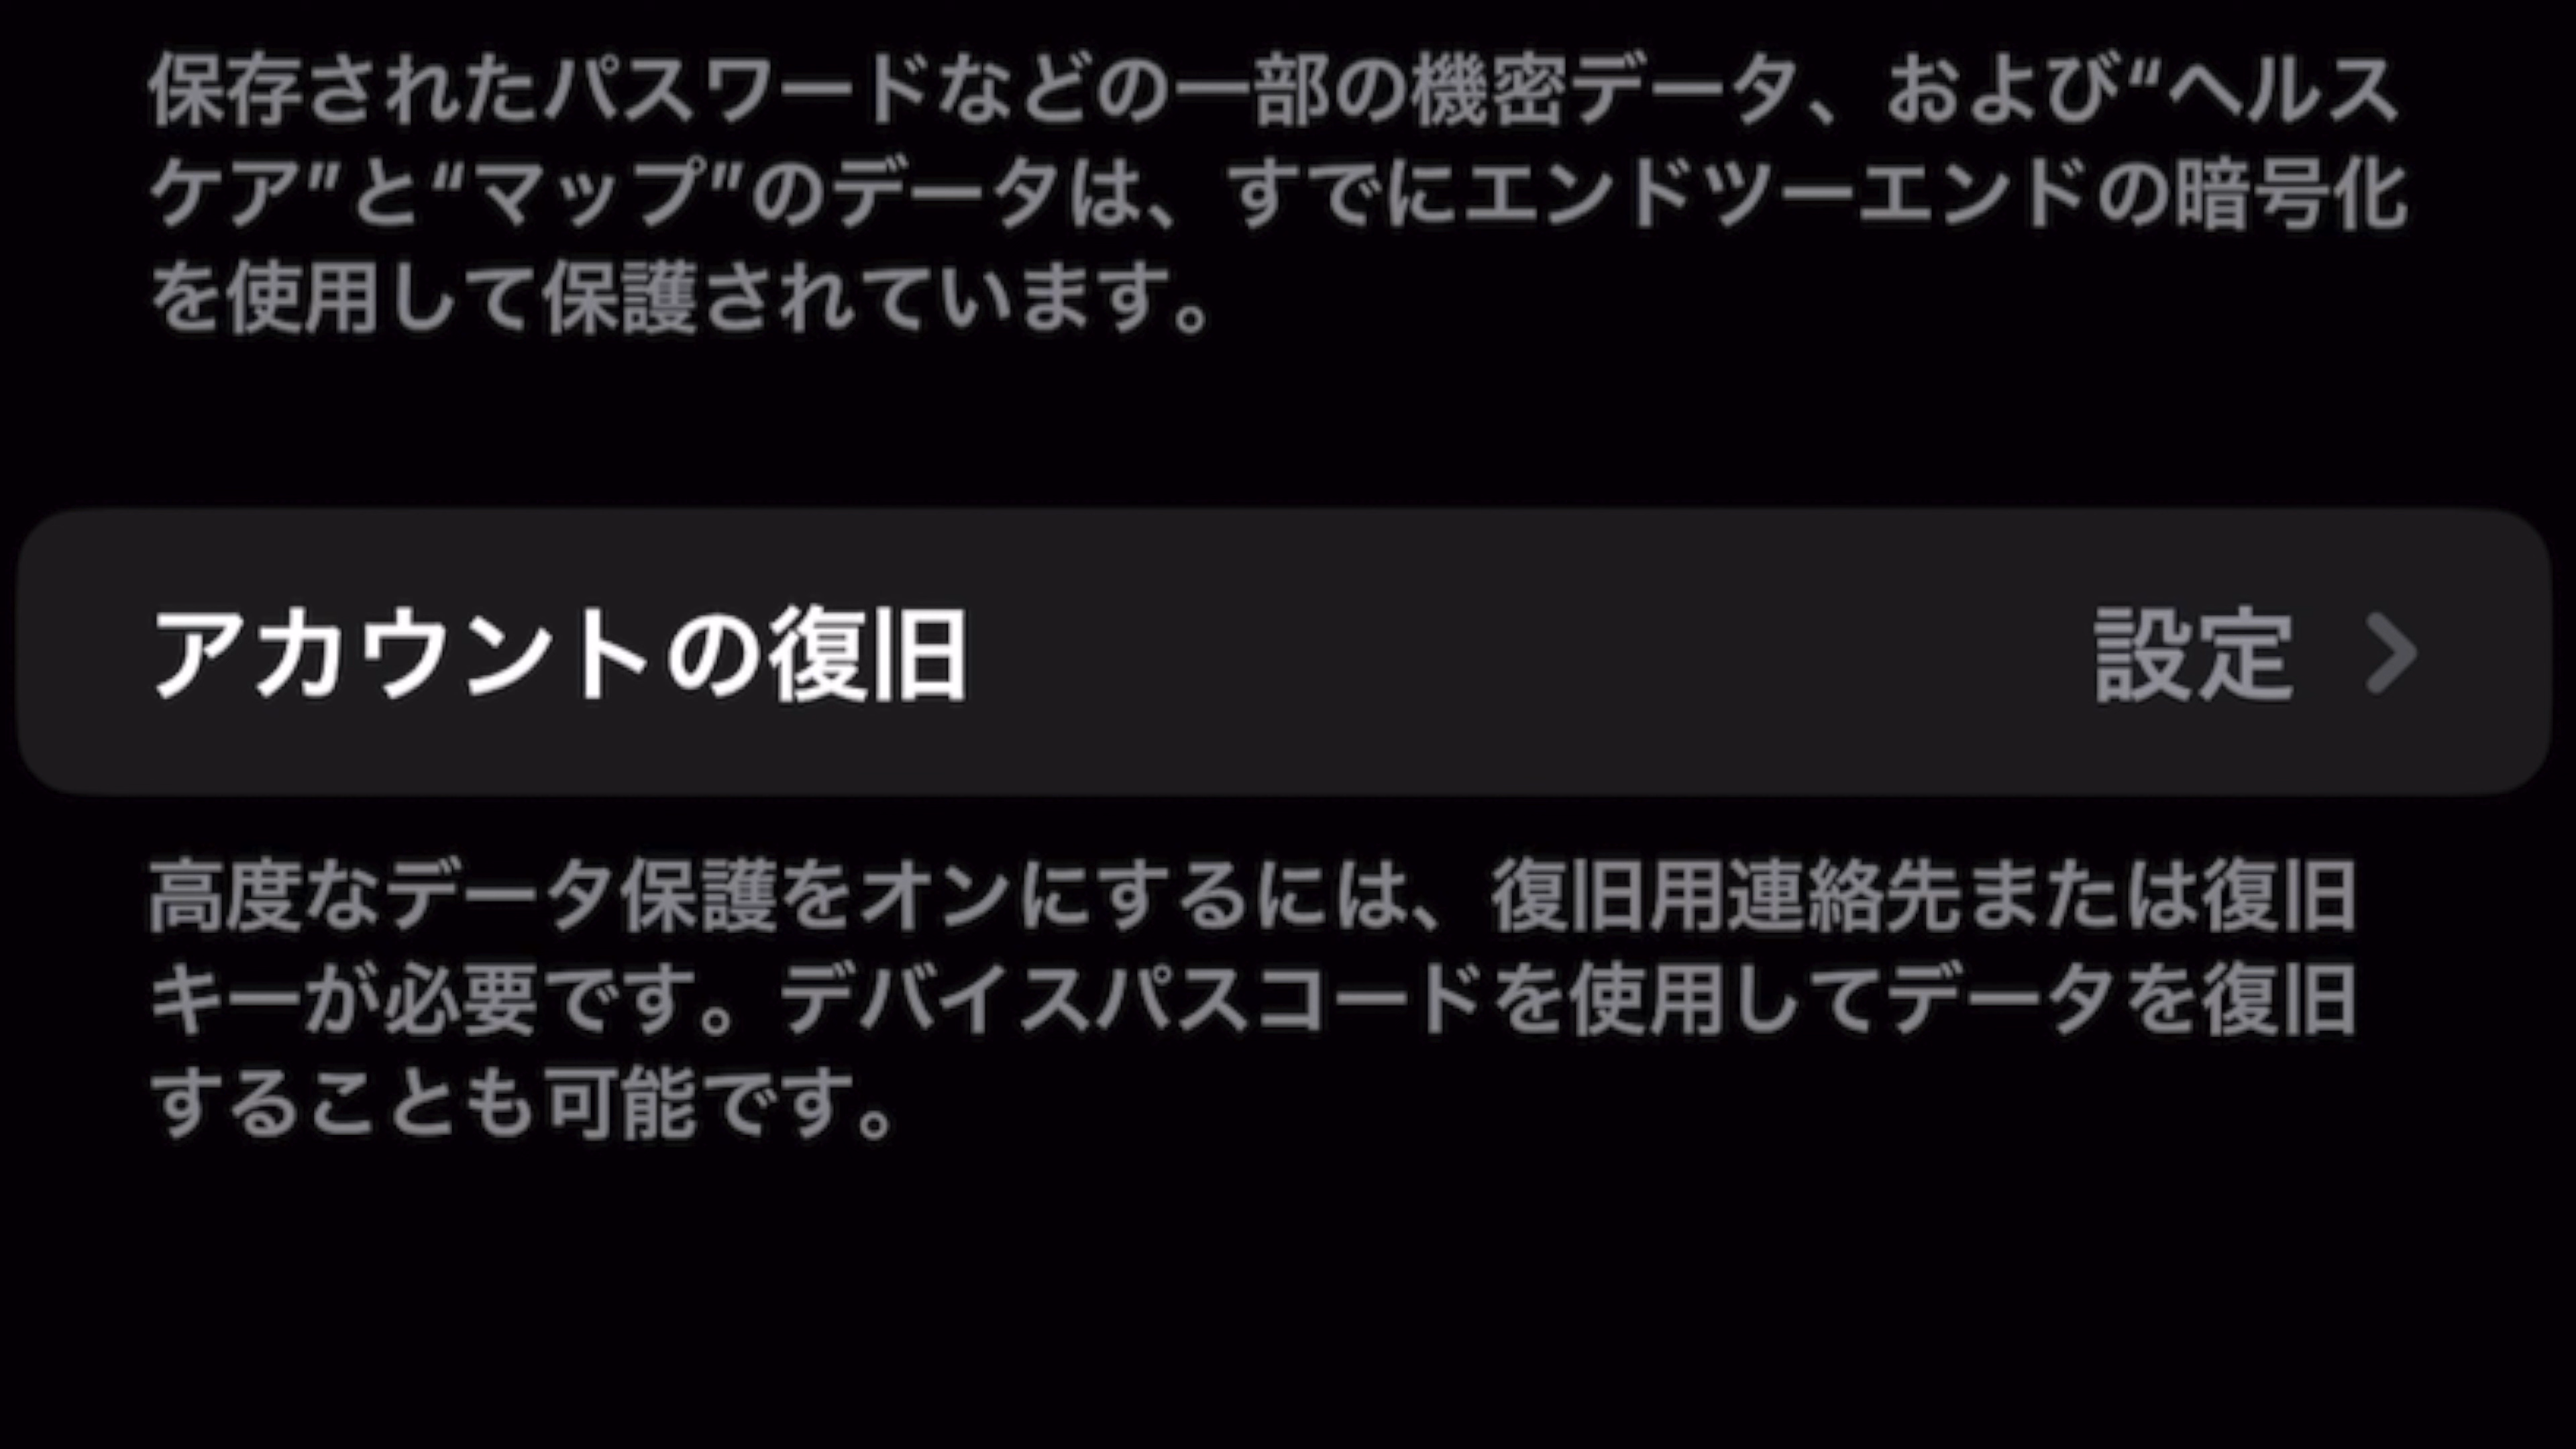 保存されたパスワードなどの一部の機密データ、および“ヘルス
ケア”と“マップ”のデータは、すでにエンドツーエンドの暗号化
を使用して保護されています。
アカウントの復旧 設定 >
高度なデータ保護をオンにするには、復旧用連絡先または復旧
キーが必要です。デバイスパスコードを使用してデータを復旧
することも可能です。